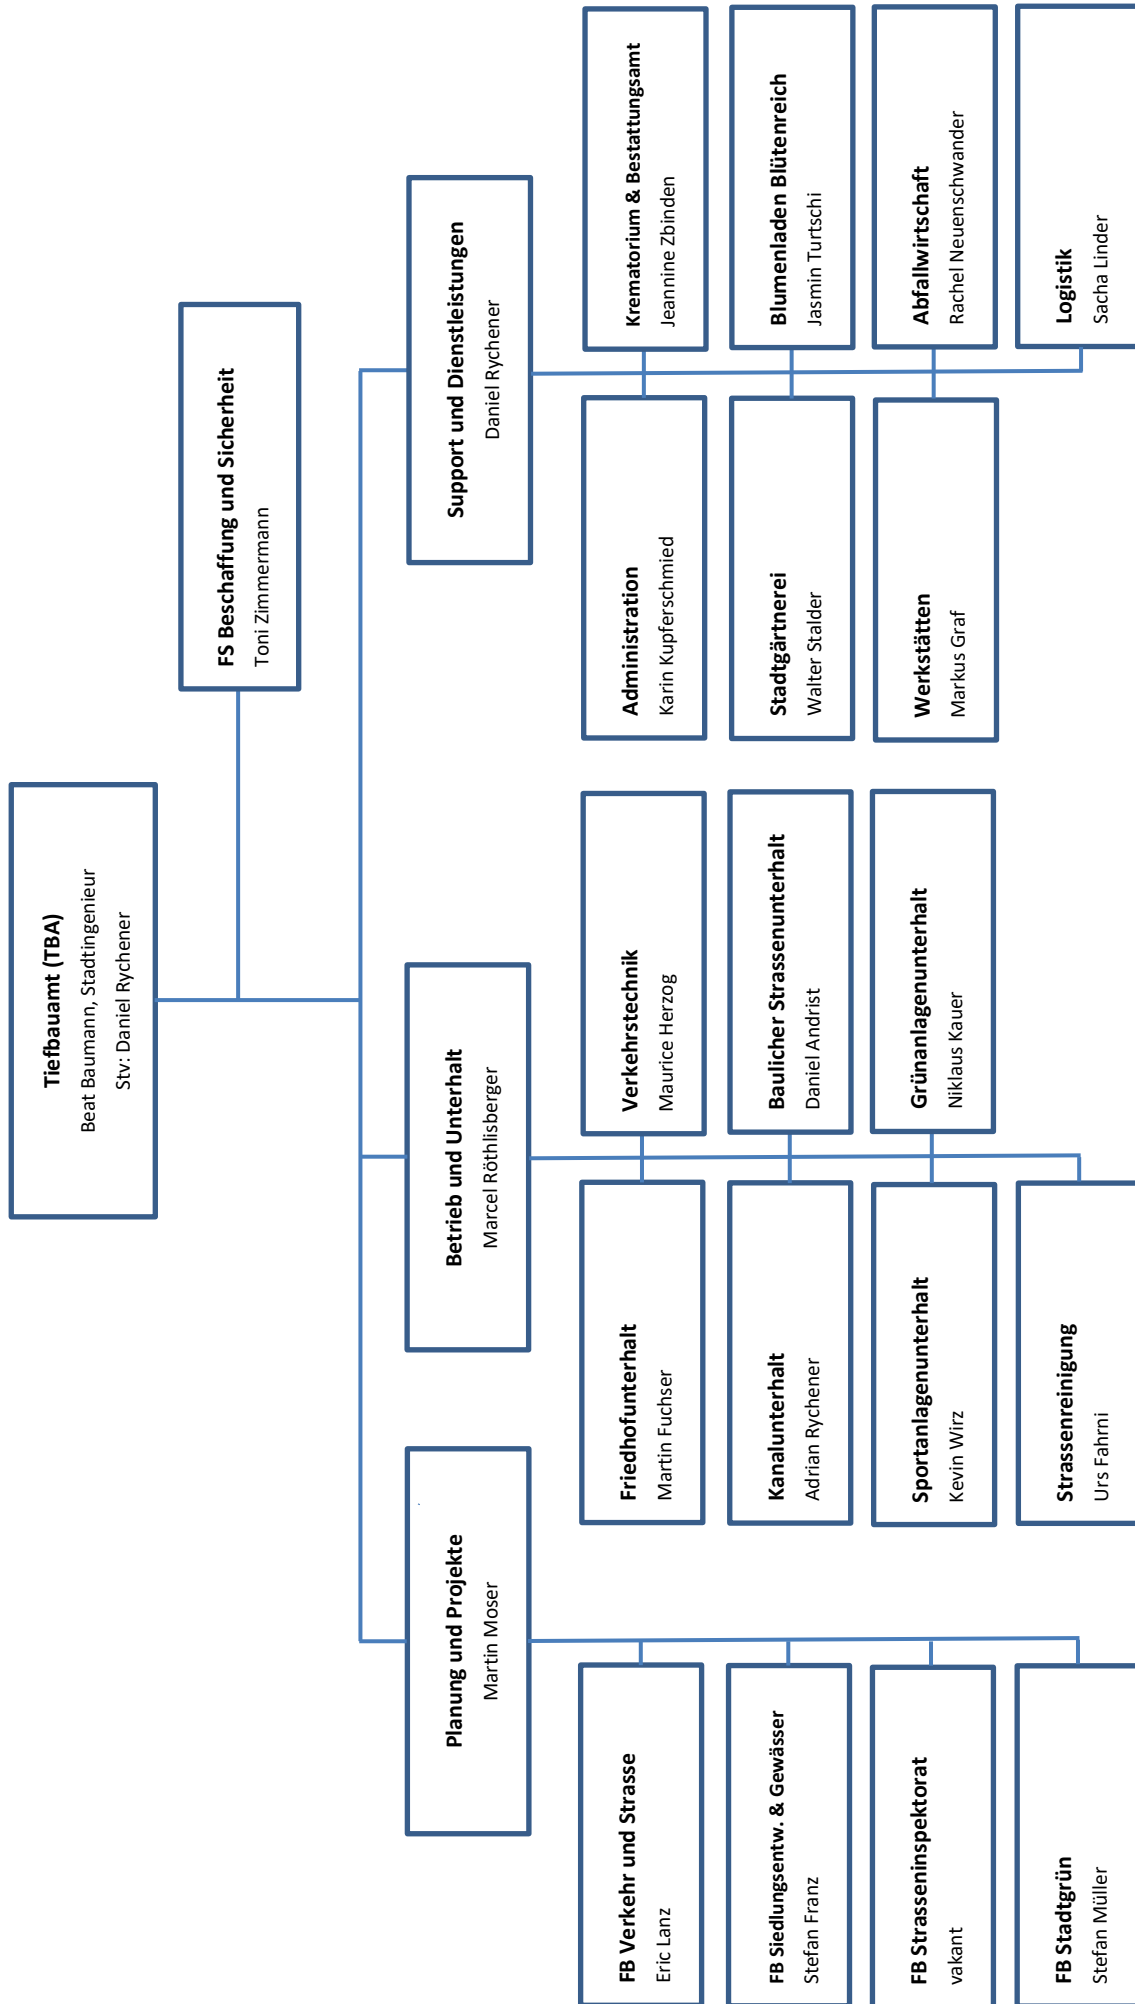 Tiefbauamt (TBA)
Beat Baumann, Stadtingenieur
Stv: Daniel Rychener
FS Beschaffung und Sicherheit
Toni Zimmermann
Planung und Projekte
Martin Moser
Betrieb und Unterhalt
Marcel Röthlisberger
Support und Dienstleistungen
Daniel Rychener
FB Verkehr und Strasse
Eric Lanz
FB Siedlungsentw. & Gewässer
Stefan Franz
FB Strasseninspektorat
vakant
FB Stadtgrün
Stefan Müller
Friedhofunterhalt
Martin Fuchser
Verkehrstechnik
Maurice Herzog
Kanalunterhalt
Adrian Rychener
Baulicher Strassenunterhalt
Daniel Andrist
Sportanlagenunterhalt
Kevin Wirz
Grünanlagenunterhalt
Niklaus Kauer
Strassenreinigung
Urs Fahrni
Administration
Karin Kupferschmied
Krematorium & Bestattungsamt
Jeannine Zbinden
Stadtgärtnerei
Walter Stalder
Blumenladen Blütenreich
Jasmin Turtschi
Werkstätten
Markus Graf
Abfallwirtschaft
Rachel Neuenschwander
Logistik
Sacha Linder